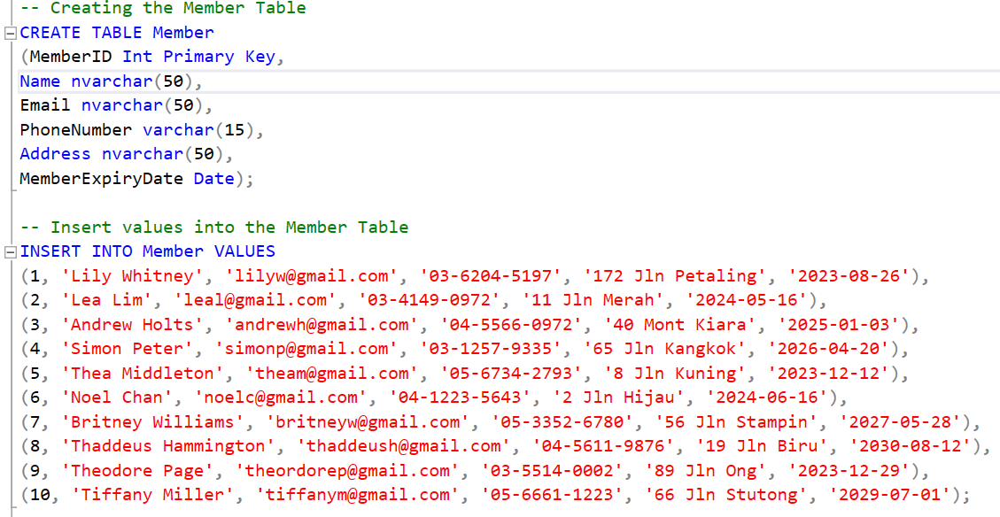 -- Creating the Member Table
CREATE TABLE Member
(MemberID Int Primary Key,
Name nvarchar(50),
Email nvarchar(50),
PhoneNumber varchar(15),
Address nvarchar(50),
MemberExpiryDate Date);
-- Insert values into the Member Table
INSERT INTO Member VALUES
(1, 'Lily Whitney', 'lilyw@gmail.com', '03-6204-5197', '172 Jln Petaling', '2023-08-26'),
(2, 'Lea Lim', 'leal@gmail.com', '03-4149-0972', '11 Jln Merah', '2024-05-16'),
(3, 'Andrew Holts', 'andrewh@gmail.com', '04-5566-0972', '40 Mont Kiara', '2025-01-03'),
(4, 'Simon Peter', 'simonp@gmail.com', '03-1257-9335', '65 Jln Kangkok', '2026-04-20'),
(5, 'Thea Middleton', 'theam@gmail.com', '05-6734-2793', '8 Jln Kuning', '2023-12-12'),
(6, 'Noel Chan', 'noelc@gmail.com', '04-1223-5643', '2 Jln Hijau', '2024-06-16'),
(7, 'Britney Williams', 'britneyw@gmail.com', '05-3352-6780', '56 Jln Stampin', '2027-05-28'),
(8, 'Thaddeus Hammington', 'thaddeush@gmail.com', '04-5611-9876', '19 Jln Biru', '2030-08-12'),
(9, 'Theodore Page', 'theordorep@gmail.com', '03-5514-0002', '89 Jln Ong', '2023-12-29'),
(10, 'Tiffany Miller', 'tiffanym@gmail.com', '05-6661-1223', '66 Jln Stutong', '2029-07-01');